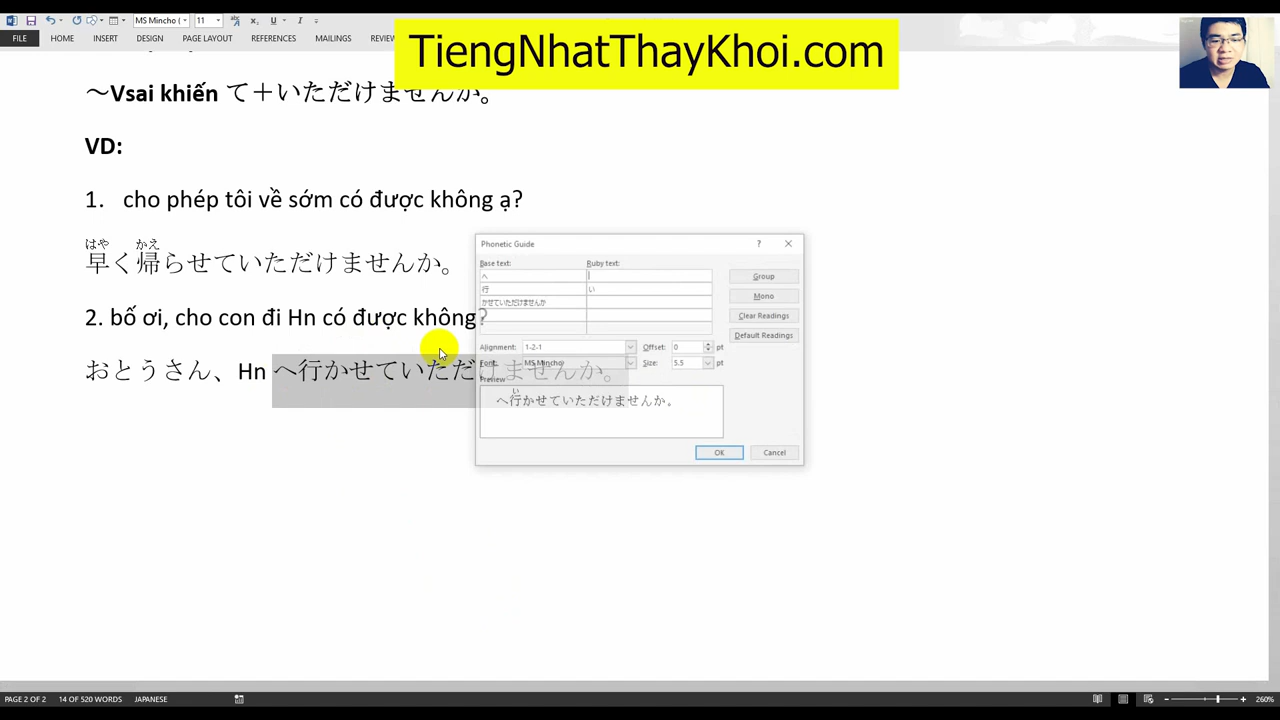 MS Mincho (
11
TiengNhatThayKhoi.com
FILE HOME INSERT DESIGN PAGE LAYOUT REFERENCES MAILINGS
～Vsai khiến て＋いただけませんか。
VD:
1. cho phép tôi về sớm có được không ạ?
はや かえ
早く帰らせていただけませんか。
2. bố ơi, cho con đi Hn có được không?
おとうさん、Hn へ行かせていただけませんか。
Phonetic Guide
Base text: Ruby text:
へ
行 い
かせていただけませんか
Group
Mono
Clear Readings
Default Readings
Alignment: 1-2-1 Offset: 0 pt
Font: MS Mincho Size: 5.5 pt
Preview
い
へ行かせていただけませんか。
OK Cancel
PAGE 2 OF 2 14 OF 520 WORDS JAPANESE 260%